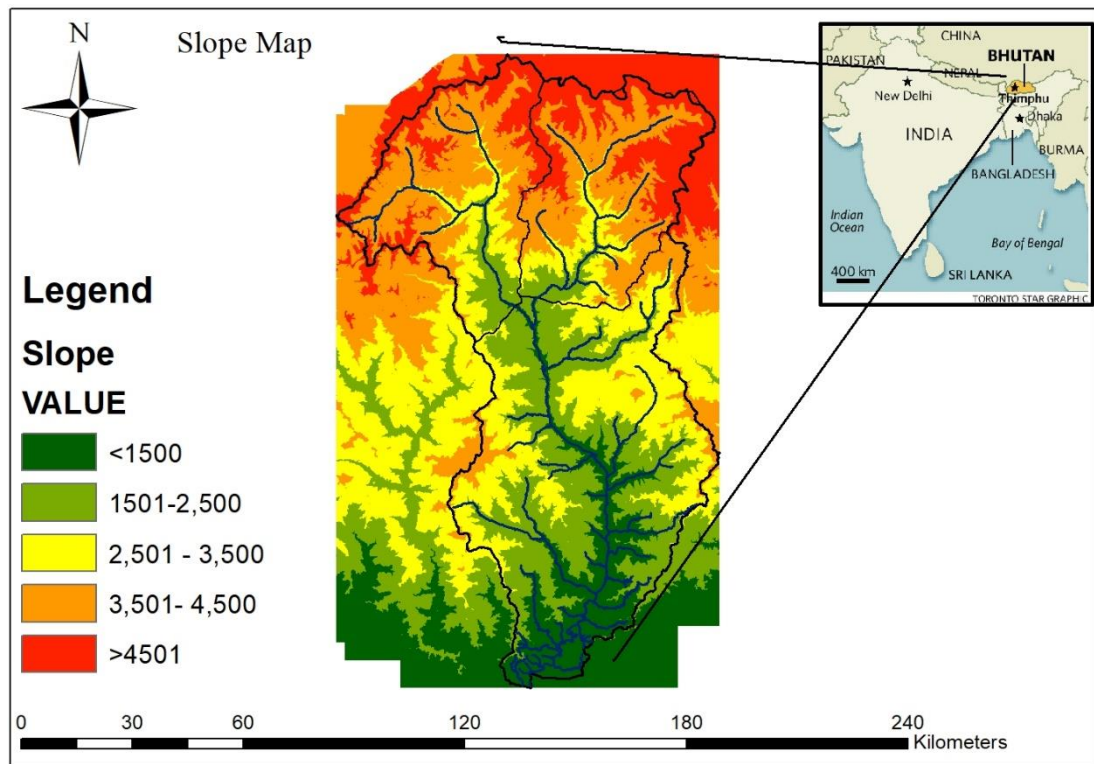 N
Slope Map
CHINA
PAKISTAN
BHUTAN
NEPAL
New Delhi
Thimphu
Dhaka
INDIA
BURMA
BANGLADESH
Indian
Ocean
Bay of Bengal
400 km
SRI LANKA
TORONTO STAR GRAPHIC
Legend
Slope
VALUE
<1500
1501-2,500
2,501 - 3,500
3,501- 4,500
>4501
0 30 60 120 180 240
Kilometers